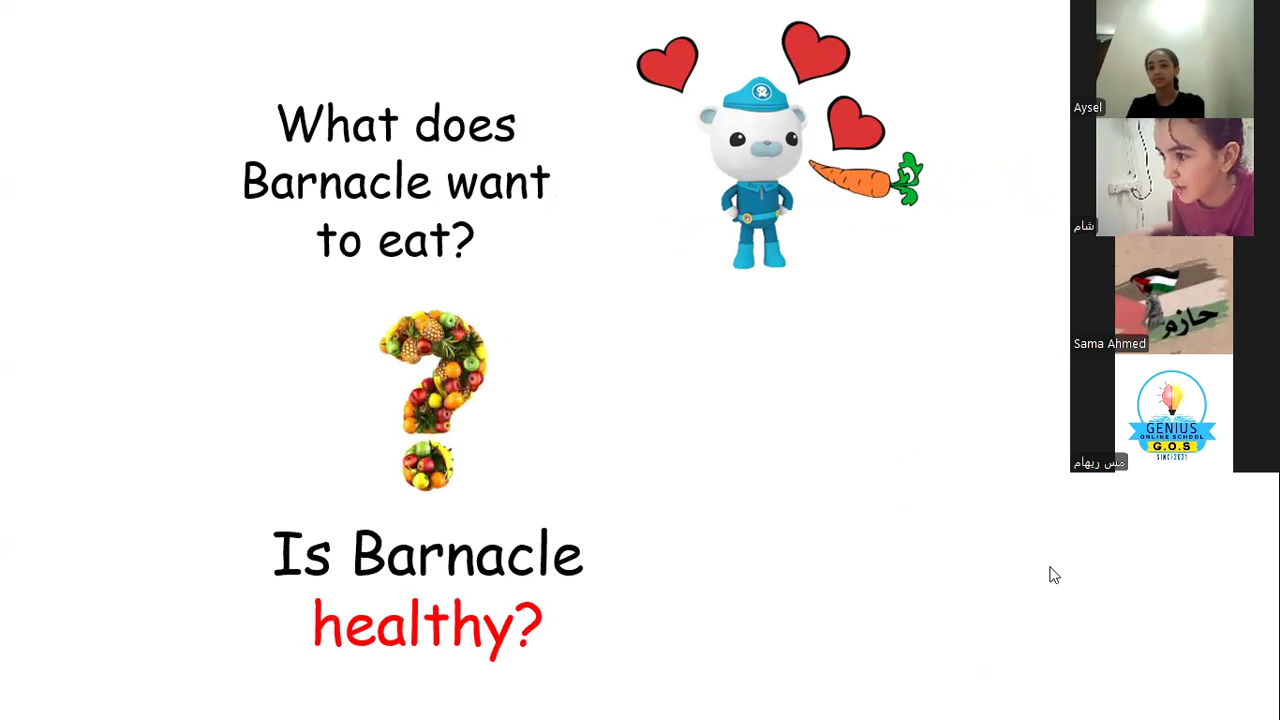 What does
Barnacle want
to eat?
Is Barnacle
healthy?
Aysel
شام
حازم
Sama Ahmed
GENIUS
ONLINE SCHOOL
G.O.S
SINCE2021
مس ريهام